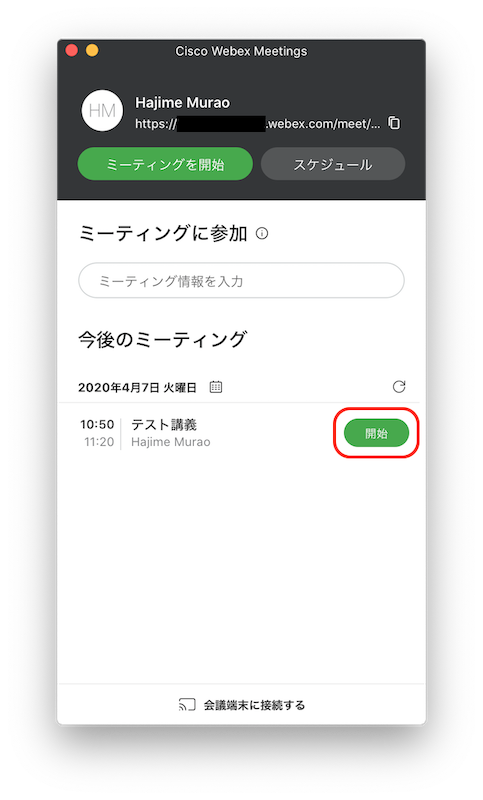 Cisco Webex Meetings
HM
Hajime Murao
https://.webex.com/meet/...
ミーティングを開始
スケジュール
ミーティングに参加
ミーティング情報を入力
今後のミーティング
2020年4月7日 火曜日
10:50 テスト講義
11:20 Hajime Murao
開始
会議端末に接続する